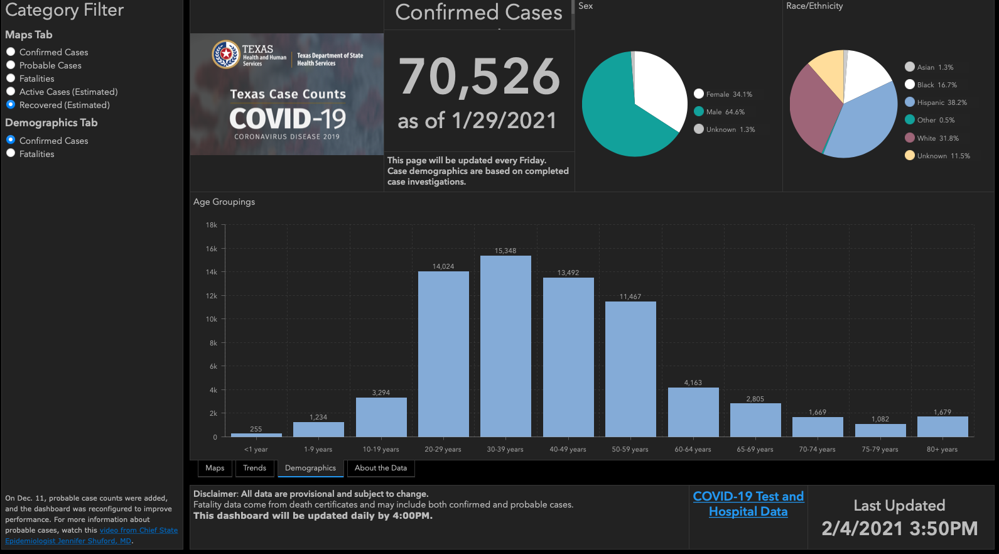 Category Filter
Maps Tab
Confirmed Cases
Probable Cases
Fatalities
Active Cases (Estimated)
Recovered (Estimated)
Demographics Tab
Confirmed Cases
Fatalities
On Dec. 11, probable case counts were added,
and the dashboard was reconfigured to improve
performance. For more information about
probable cases, watch this video from Chief State
Epidemiologist Jennifer Shuford, MD.
TEXAS
Health and Human
Services
Texas Department of State
Health Services
Texas Case Counts
COVID-19
CORONAVIRUS DISEASE 2019
Confirmed Cases
70,526
as of 1/29/2021
This page will be updated every Friday.
Case demographics are based on completed
case investigations.
Sex
Female 34.1%
Male 64.6%
Unknown 1.3%
Race/Ethnicity
Asian 1.3%
Black 16.7%
Hispanic 38.2%
Other 0.5%
White 31.8%
Unknown 11.5%
Age Groupings
18k
16k
14k
12k
10k
8k
6k
4k
2k
0
255
1,234
3,294
14,024
15,348
13,492
11,467
4,163
2,805
1,669
1,082
1,679
<1 year
1-9 years
10-19 years
20-29 years
30-39 years
40-49 years
50-59 years
60-64 years
65-69 years
70-74 years
75-79 years
80+ years
Maps
Trends
Demographics
About the Data
Disclaimer: All data are provisional and subject to change.
Fatality data come from death certificates and may include both confirmed and probable cases.
This dashboard will be updated daily by 4:00PM.
COVID-19 Test and
Hospital Data
Last Updated
2/4/2021 3:50PM